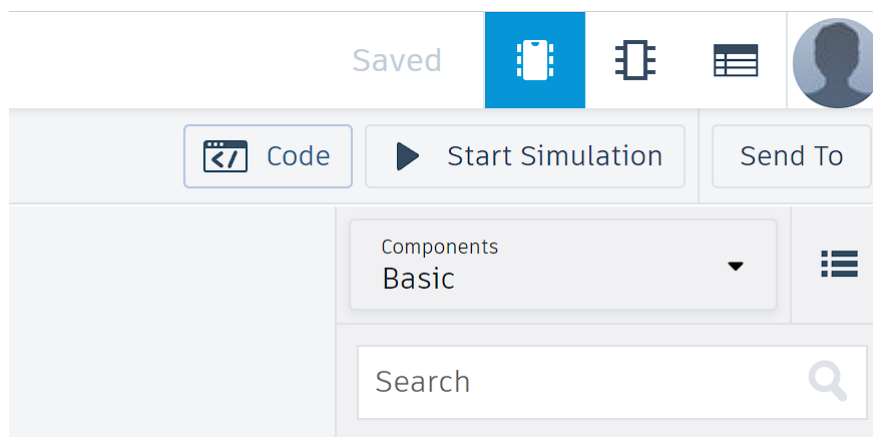 Saved
Code
Start Simulation
Send To
Components
Basic
Search